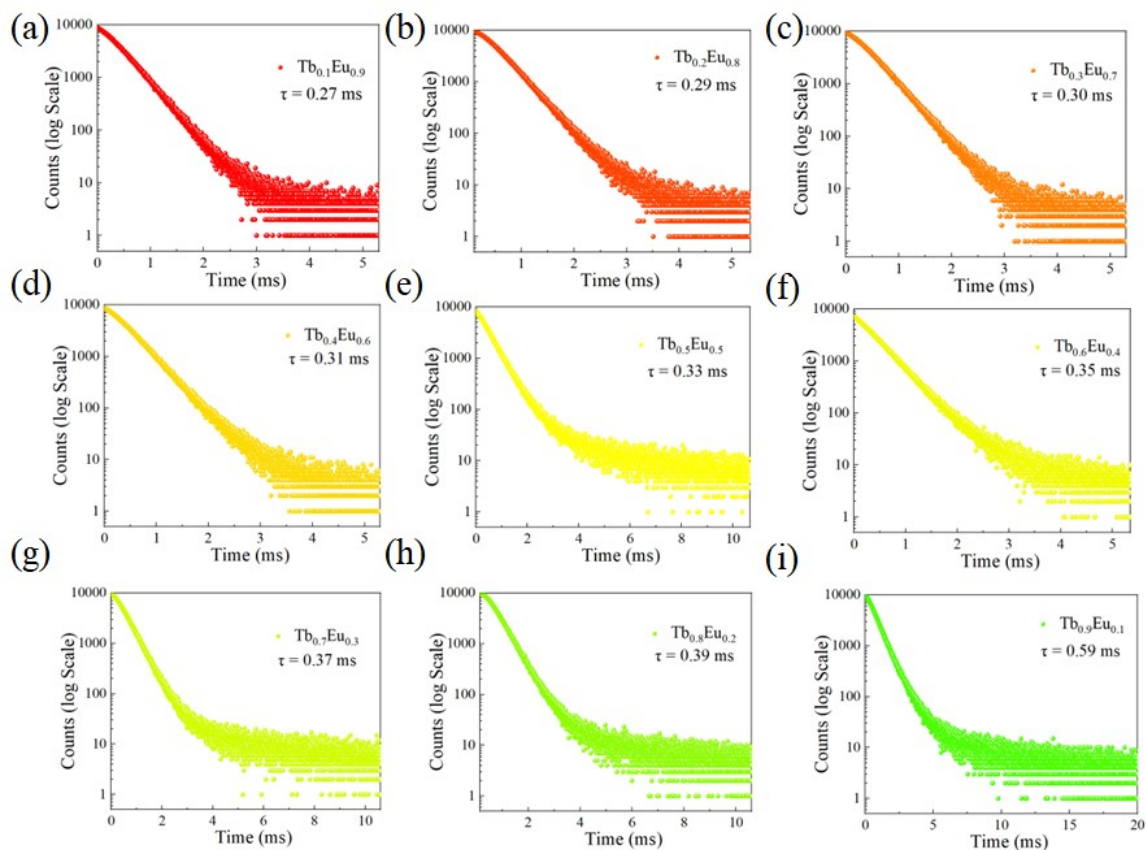 (a)
Counts (log Scale)
10000
1000
100
10
1
Tb0.1Eu0.9
τ = 0.27 ms
0 1 2 3 4 5
Time (ms)
(b)
Counts (log Scale)
10000
1000
100
10
1
Tb0.2Eu0.8
τ = 0.29 ms
1 2 3 4 5
Time (ms)
(c)
Counts (log Scale)
10000
1000
100
10
1
Tb0.3Eu0.7
τ = 0.30 ms
0 1 2 3 4 5
Time (ms)
(d)
Counts (log Scale)
10000
1000
100
10
1
Tb0.4Eu0.6
τ = 0.31 ms
0 1 2 3 4 5
Time (ms)
(e)
Counts (log Scale)
10000
1000
100
10
1
Tb0.5Eu0.5
τ = 0.33 ms
0 2 4 6 8 10
Time (ms)
(f)
Counts (log Scale)
10000
1000
100
10
1
Tb0.6Eu0.4
τ = 0.35 ms
0 1 2 3 4 5
Time (ms)
(g)
Counts (log Scale)
10000
1000
100
10
1
Tb0.7Eu0.3
τ = 0.37 ms
0 2 4 6 8 10
Time (ms)
(h)
Counts (log Scale)
10000
1000
100
10
1
Tb0.8Eu0.2
τ = 0.39 ms
2 4 6 8 10
Time (ms)
(i)
Counts (log Scale)
10000
1000
100
10
1
Tb0.9Eu0.1
τ = 0.59 ms
0 5 10 15 20
Time (ms)